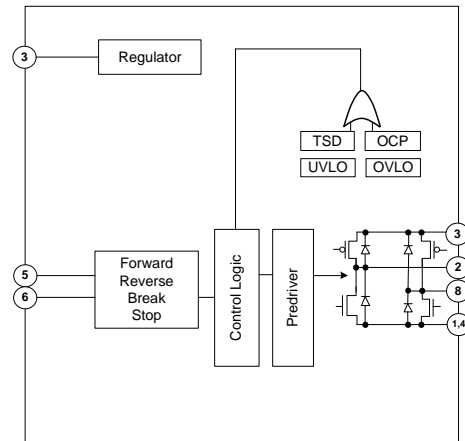 3
Regulator
TSD
OCP
UVLO
OVLO
3
5
6
Forward
Reverse
Break
Stop
Control Logic
Predriver
2
8
1,4